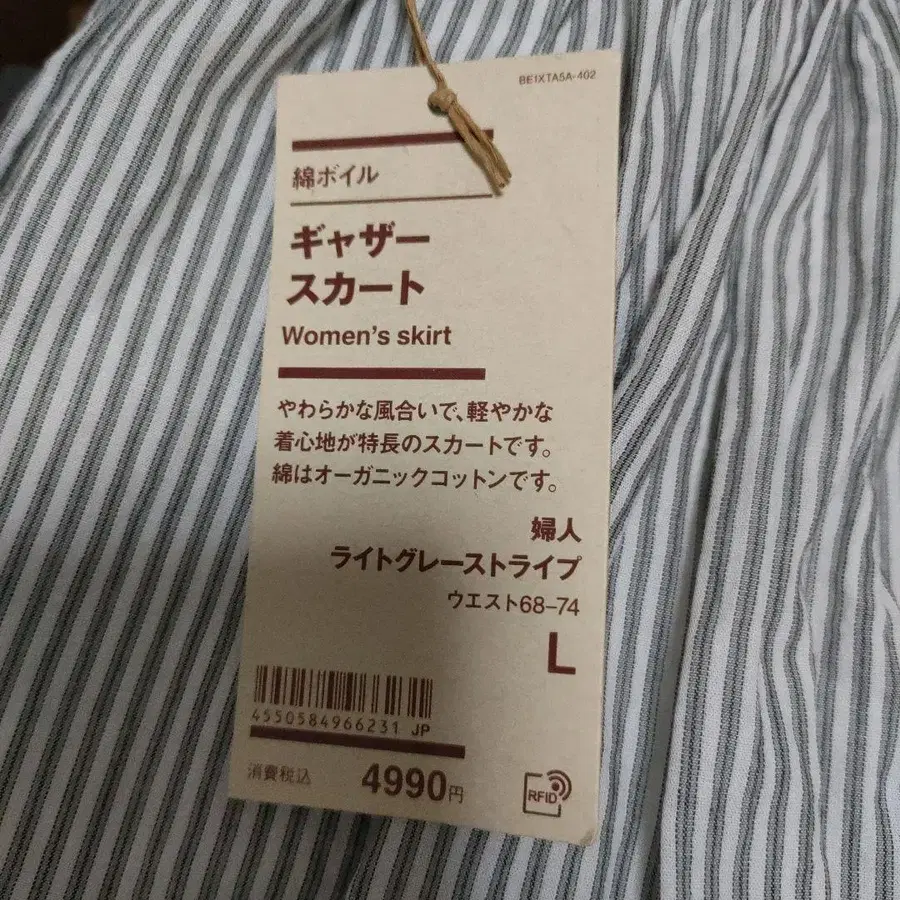 BE1XTA5A-402
綿ボイル
ギャザー
スカート
Women's skirt
やわらかな風合いで、軽やかな
着心地が特長のスカートです。
綿はオーガニックコットンです。
婦人
ライトグレーストライプ
ウエスト68-74
L
4550584966231 JP
消費税込 4990円
RFID